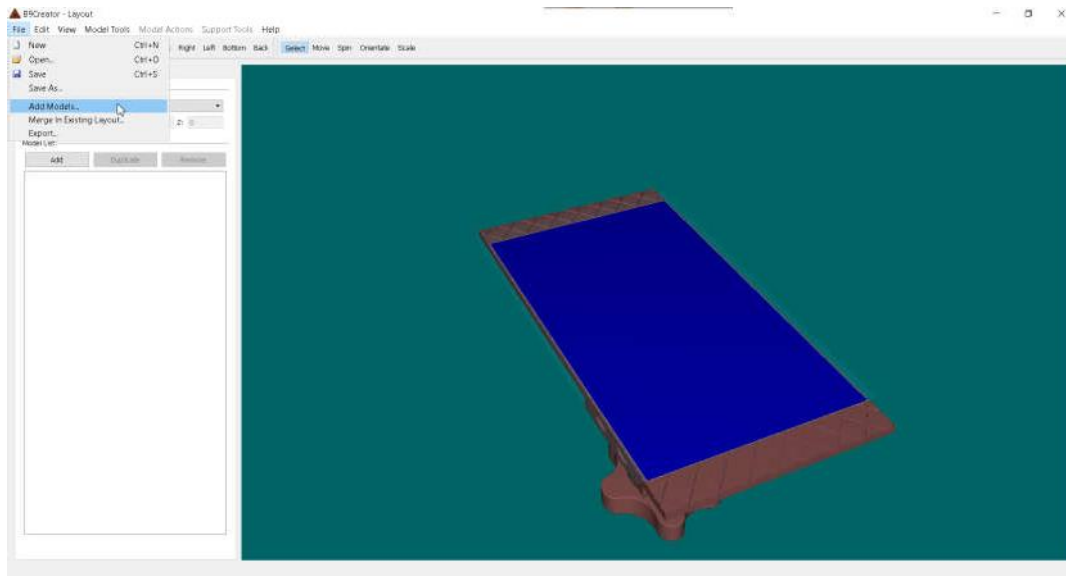 B9Creator - Layout
File Edit View Model Tools Model Actions Support Tools Help
Right Left Bottom Back Select Move Spin Orientate Scale
New Ctrl+N
Open.. Ctrl+O
Save Ctrl+S
Save As..
Add Models..
Merge In Existing Layout..
Z: 0
Export..
Model List:
Add Duplicate Remove